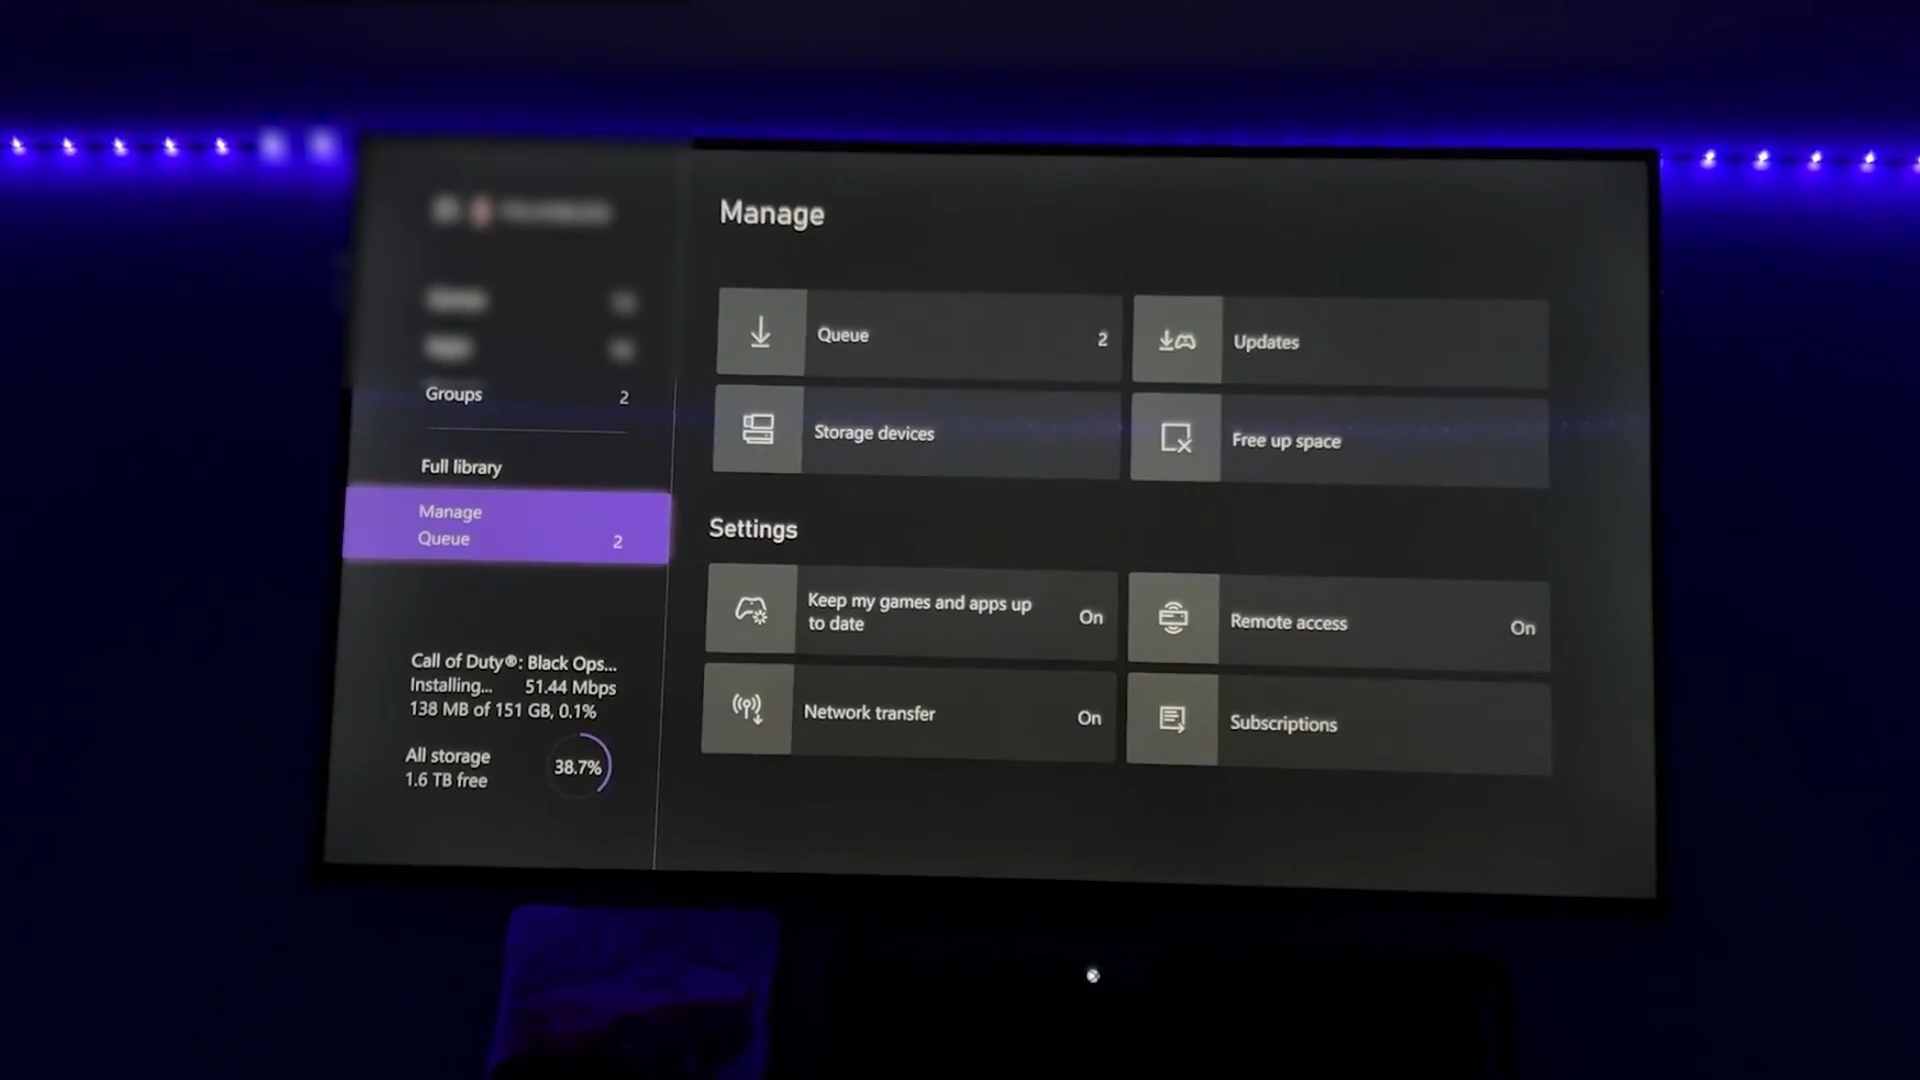 Groups 2
Full library
Manage
Queue 2
Call of Duty®: Black Ops...
Installing... 51.44 Mbps
138 MB of 151 GB, 0.1%
All storage
1.6 TB free
38.7%
Manage
Queue 2
Updates
Storage devices
Free up space
Settings
Keep my games and apps up
to date
On
Remote access On
Network transfer On
Subscriptions